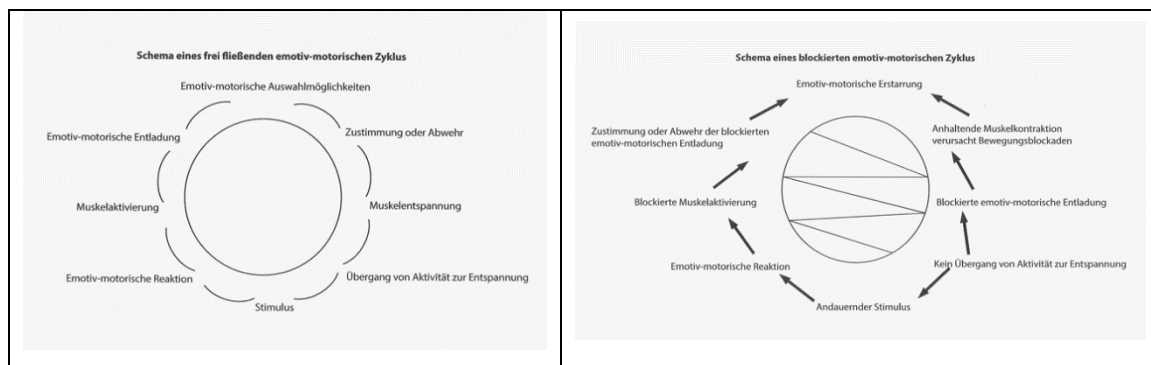 Schema eines frei fließenden emotiv-motorischen Zyklus
Emotiv-motorische Auswahlmöglichkeiten
Emotiv-motorische Entladung
Zustimmung oder Abwehr
Muskelaktivierung
Muskelentspannung
Emotiv-motorische Reaktion
Übergang von Aktivität zur Entspannung
Stimulus
Schema eines blockierten emotiv-motorischen Zyklus
Emotiv-motorische Erstarrung
Zustimmung oder Abwehr der blockierten
emotiv-motorischen Entladung
Anhaltende Muskelkontraktion
verursacht Bewegungsblockaden
Blockierte Muskelaktivierung
Blockierte emotiv-motorische Entladung
Emotiv-motorische Reaktion
Kein Übergang von Aktivität zur Entspannung
Andauernder Stimulus